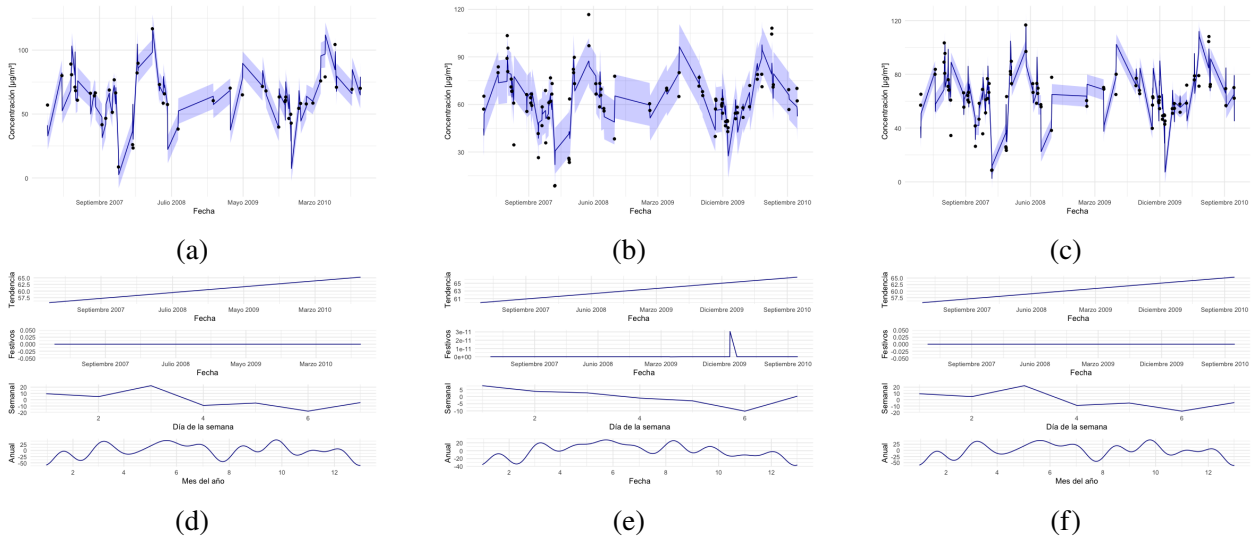 Concentración [µg/m³]
100
50
0
Septiembre 2007
Julio 2008
Mayo 2009
Marzo 2010
Fecha
(a)
Concentración [µg/m³]
120
90
60
30
Septiembre 2007
Junio 2008
Marzo 2009
Diciembre 2009
Septiembre 2010
Fecha
(b)
Concentración [µg/m³]
120
80
40
0
Septiembre 2007
Junio 2008
Marzo 2009
Diciembre 2009
Septiembre 2010
Fecha
(c)
Tendencia
65.0
62.5
60.0
57.5
Septiembre 2007
Julio 2008
Mayo 2009
Marzo 2010
Fecha
Festivos
0.050
0.025
0.000
-0.025
-0.050
Septiembre 2007
Julio 2008
Mayo 2009
Marzo 2010
Fecha
Semanal
20
10
0
-10
2
4
6
Día de la semana
Anual
25
0
-25
-50
2
4
6
8
10
12
Mes del año
(d)
Tendencia
65
63
61
Septiembre 2007
Junio 2008
Marzo 2009
Diciembre 2009
Septiembre 2010
Fecha
Festivos
3e-11
2e-11
1e-11
0e+00
Septiembre 2007
Junio 2008
Marzo 2009
Diciembre 2009
Septiembre 2010
Fecha
Semanal
5
0
-5
-10
2
4
6
Día de la semana
Anual
20
0
-20
-40
2
4
6
8
10
12
Fecha
(e)
Tendencia
65.0
62.5
60.0
57.5
Septiembre 2007
Junio 2008
Marzo 2009
Diciembre 2009
Septiembre 2010
Fecha
Festivos
0.050
0.025
0.000
-0.025
-0.050
Septiembre 2007
Junio 2008
Marzo 2009
Diciembre 2009
Septiembre 2010
Fecha
Semanal
20
10
0
-10
2
4
6
Día de la semana
Anual
25
0
-25
-50
2
4
6
8
10
12
Mes del año
(f)